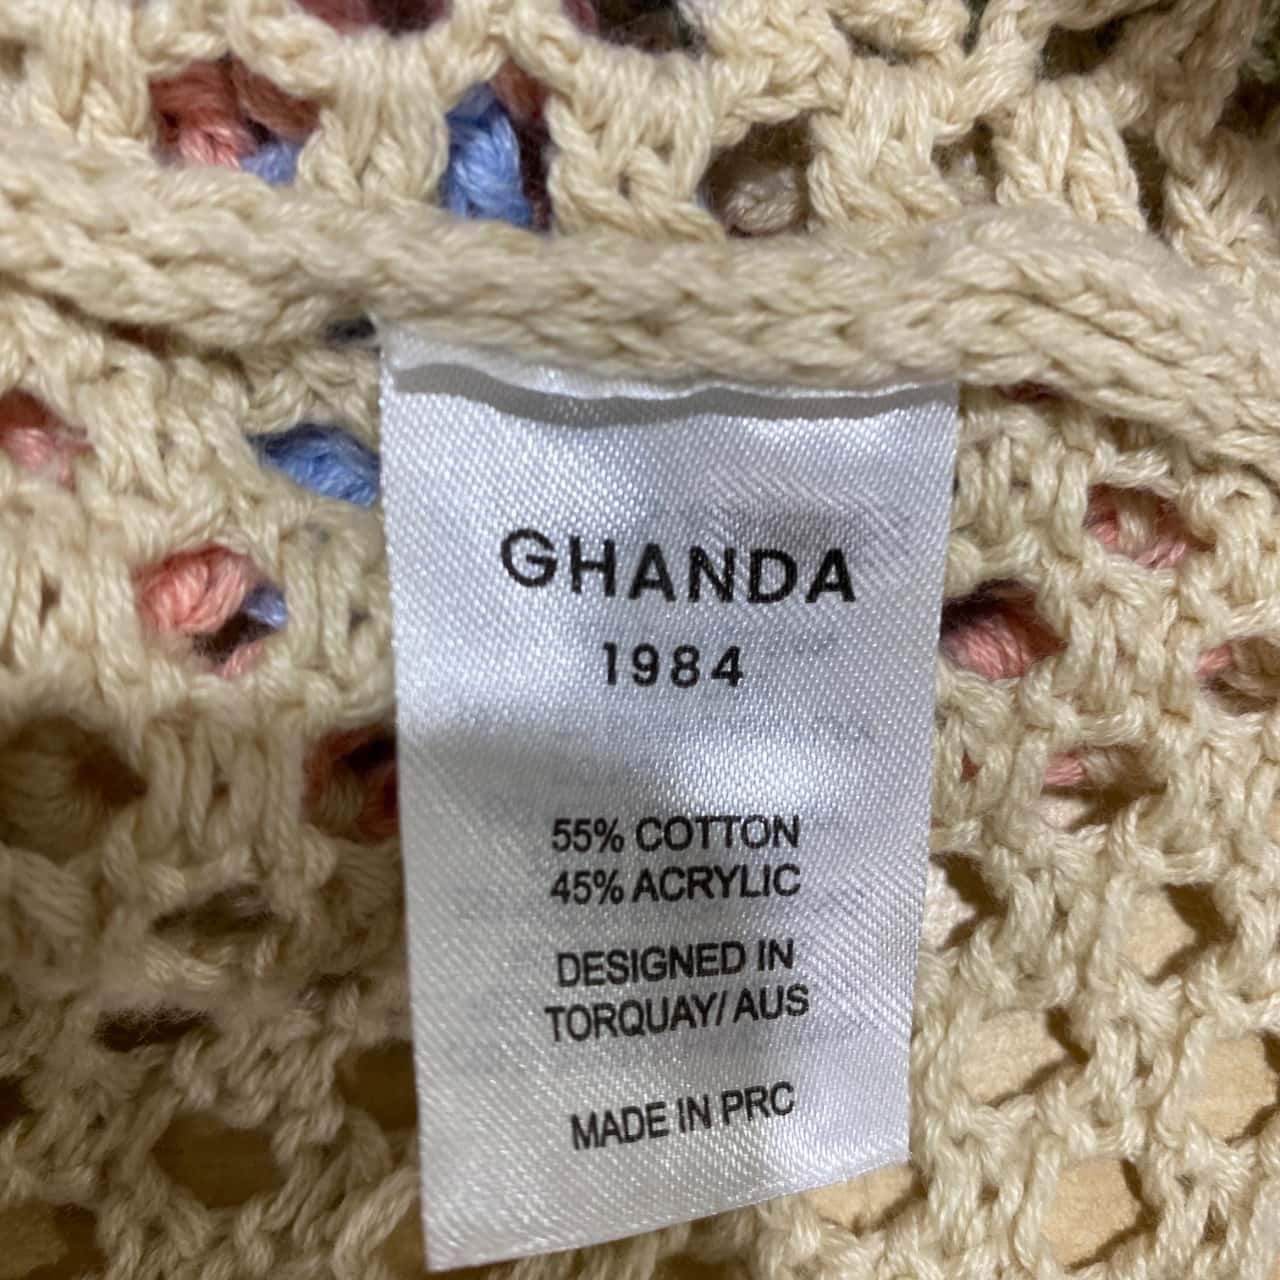 GHANDA
1984
55% COTTON
45% ACRYLIC
DESIGNED IN
TORQUAY/ AUS
MADE IN PRC